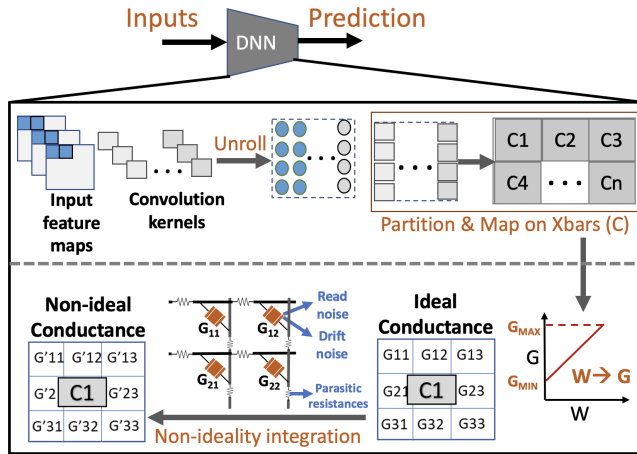 Inputs
Prediction
DNN
Unroll
Input
feature
maps
Convolution
kernels
C1 C2 C3
C4 ... Cn
Partition & Map on Xbars (C)
Non-ideal
Conductance
G'11 G'12 G'13
G'2 C1 G'23
G'31 G'32 G'33
G11 G12
G21 G22
Read
noise
Drift
noise
Parasitic
resistances
Non-ideality integration
Ideal
Conductance
G11 G12 G13
G21 C1 G23
G31 G32 G33
GMAX
G
GMIN
W→ G
W